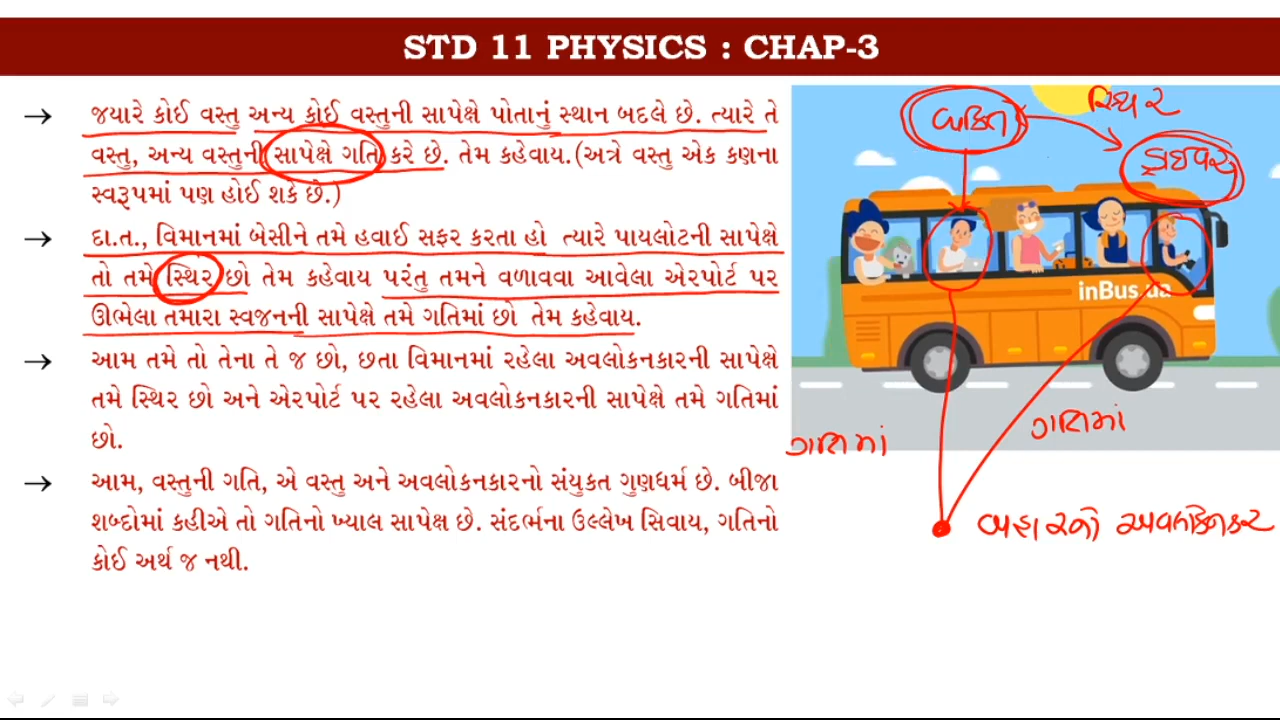 STD 11 PHYSICS : CHAP-3
→ જયારે કોઈ વસ્તુ અન્ય કોઈ વસ્તુની સાપેક્ષે પોતાનું સ્થાન બદલે છે. ત્યારે તે
વસ્તુ, અન્ય વસ્તુની સાપેક્ષે ગતિ કરે છે. તેમ કહેવાય.(અત્રે વસ્તુ એક કણના
સ્વરૂપમાં પણ હોઈ શકે છે.)
→ દા.ત., વિમાનમાં બેસીને તમે હવાઈ સફર કરતા હો ત્યારે પાયલોટની સાપેક્ષે
તો તમે સ્થિર છો તેમ કહેવાય પરંતુ તમને વળાવવા આવેલા એરપોર્ટ પર
ઊભેલા તમારા સ્વજનની સાપેક્ષે તમે ગતિમાં છો તેમ કહેવાય.
→ આમ તમે તો તેના તે જ છો, છતા વિમાનમાં રહેલા અવલોકનકારની સાપેક્ષે
તમે સ્થિર છો અને એરપોર્ટ પર રહેલા અવલોકનકારની સાપેક્ષે તમે ગતિમાં
છો.
→ આમ, વસ્તુની ગતિ, એ વસ્તુ અને અવલોકનકારનો સંયુકત ગુણધર્મ છે. બીજા
શબ્દોમાં કહીએ તો ગતિનો ખ્યાલ સાપેક્ષ છે. સંદર્ભના ઉલ્લેખ સિવાય, ગતિનો
કોઈ અર્થ જ નથી.
વ્યકિત
સ્થિર
ડ્રાઇવર
inBus.ua
ગતિમાં
ગતિમાં
બહારનો અવલોકનકાર